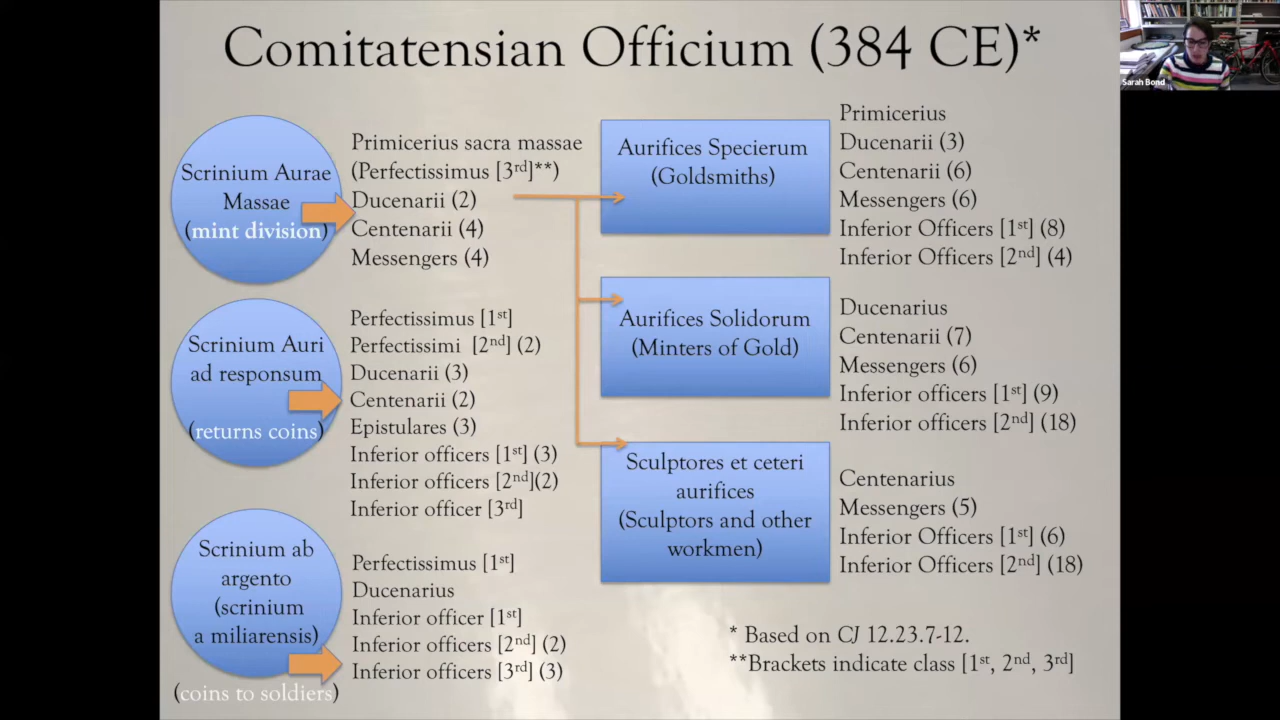 Comitatensian Officium (384 CE)*
Sarah Bond
Scrinium Aurae
Massae
(mint division)
Primicerius sacra massae
(Perfectissimus [3rd]**)
Ducenarii (2)
Centenarii (4)
Messengers (4)
Scrinium Auri
ad responsum
(returns coins)
Perfectissimus [1st]
Perfectissimi [2nd] (2)
Ducenarii (3)
Centenarii (2)
Epistulares (3)
Inferior officers [1st] (3)
Inferior officers [2nd](2)
Inferior officer [3rd]
Scrinium ab
argento
(scrinium
a miliarensis)
(coins to soldiers)
Perfectissimus [1st]
Ducenarius
Inferior officer [1st]
Inferior officers [2nd] (2)
Inferior officers [3rd] (3)
Aurifices Specierum
(Goldsmiths)
Primicerius
Ducenarii (3)
Centenarii (6)
Messengers (6)
Inferior Officers [1st] (8)
Inferior Officers [2nd] (4)
Aurifices Solidorum
(Minters of Gold)
Ducenarius
Centenarii (7)
Messengers (6)
Inferior officers [1st] (9)
Inferior officers [2nd] (18)
Sculptores et ceteri
aurifices
(Sculptors and other
workmen)
Centenarius
Messengers (5)
Inferior Officers [1st] (6)
Inferior Officers [2nd] (18)
* Based on CJ 12.23.7-12.
**Brackets indicate class [1st, 2nd, 3rd]